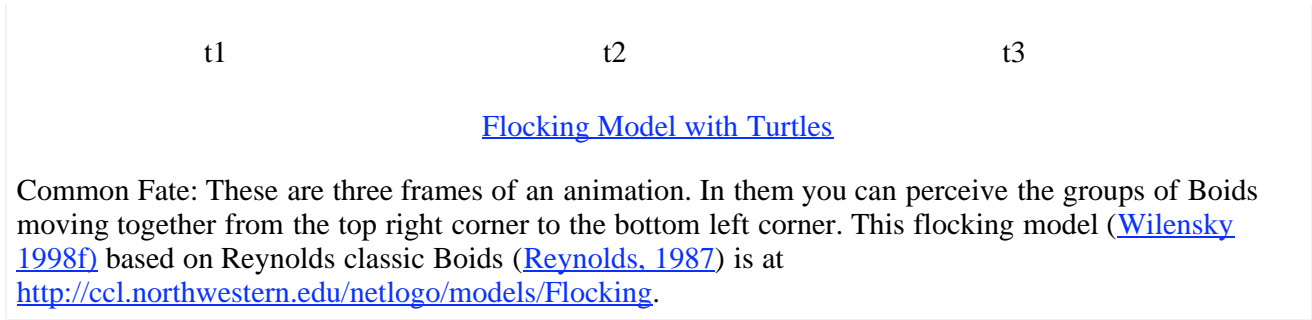 t1 t2 t3
Flocking Model with Turtles
Common Fate: These are three frames of an animation. In them you can perceive the groups of Boids
moving together from the top right corner to the bottom left corner. This flocking model (Wilensky
1998f) based on Reynolds classic Boids (Reynolds, 1987) is at
http://ccl.northwestern.edu/netlogo/models/Flocking.